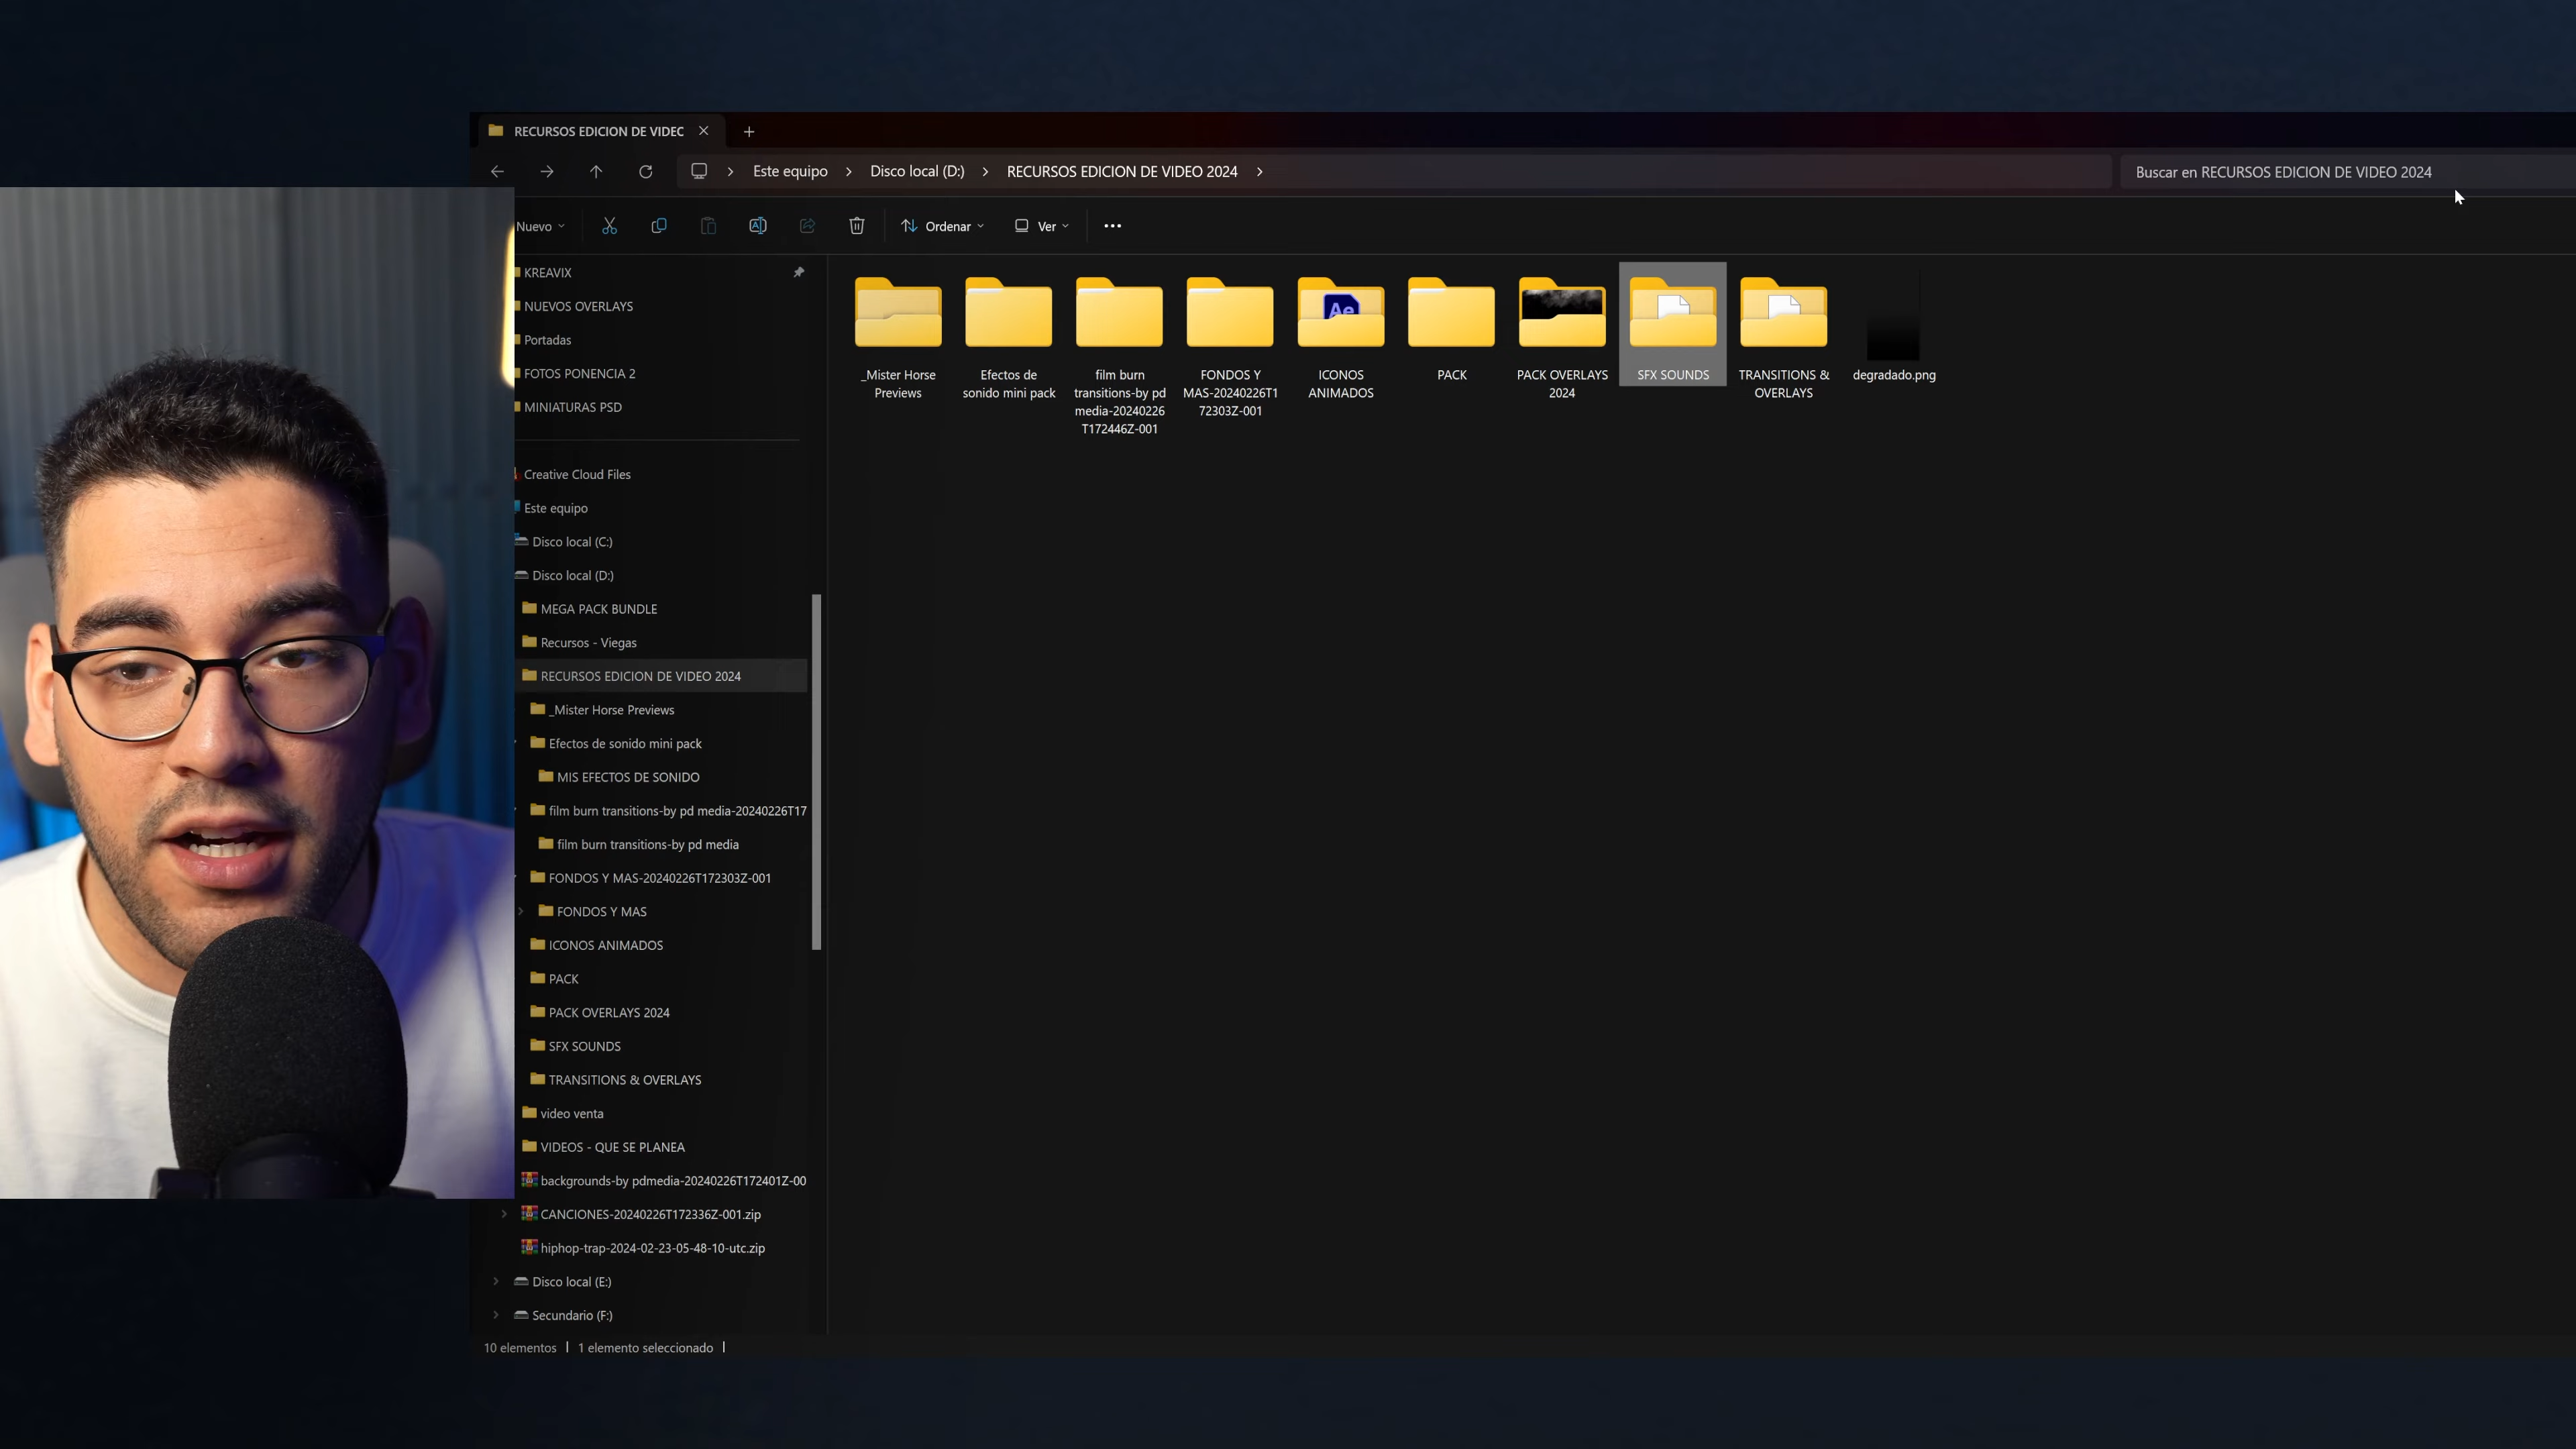 RECURSOS EDICION DE VIDEC
Este equipo
Disco local (D:)
RECURSOS EDICION DE VIDEO 2024
Buscar en RECURSOS EDICION DE VIDEO 2024
Nuevo
Ordenar
Ver
KREAVIX
NUEVOS OVERLAYS
Portadas
FOTOS PONENCIA 2
MINIATURAS PSD
Creative Cloud Files
Este equipo
Disco local (C:)
Disco local (D:)
MEGA PACK BUNDLE
Recursos - Viegas
RECURSOS EDICION DE VIDEO 2024
_Mister Horse Previews
Efectos de sonido mini pack
MIS EFECTOS DE SONIDO
film burn transitions-by pd media-20240226T17
film burn transitions-by pd media
FONDOS Y MAS-20240226T172303Z-001
FONDOS Y MAS
ICONOS ANIMADOS
PACK
PACK OVERLAYS 2024
SFX SOUNDS
TRANSITIONS & OVERLAYS
video venta
VIDEOS - QUE SE PLANEA
backgrounds-by pdmedia-20240226T172401Z-00
CANCIONES-20240226T172336Z-001.zip
hiphop-trap-2024-02-23-05-48-10-utc.zip
Disco local (E:)
Secundario (F:)
_Mister Horse
Previews
Efectos de
sonido mini pack
film burn
transitions-by pd
media-20240226
T172446Z-001
FONDOS Y
MAS-20240226T1
72303Z-001
Ae
ICONOS
ANIMADOS
PACK
PACK OVERLAYS
2024
SFX SOUNDS
TRANSITIONS &
OVERLAYS
degradado.png
10 elementos
1 elemento seleccionado